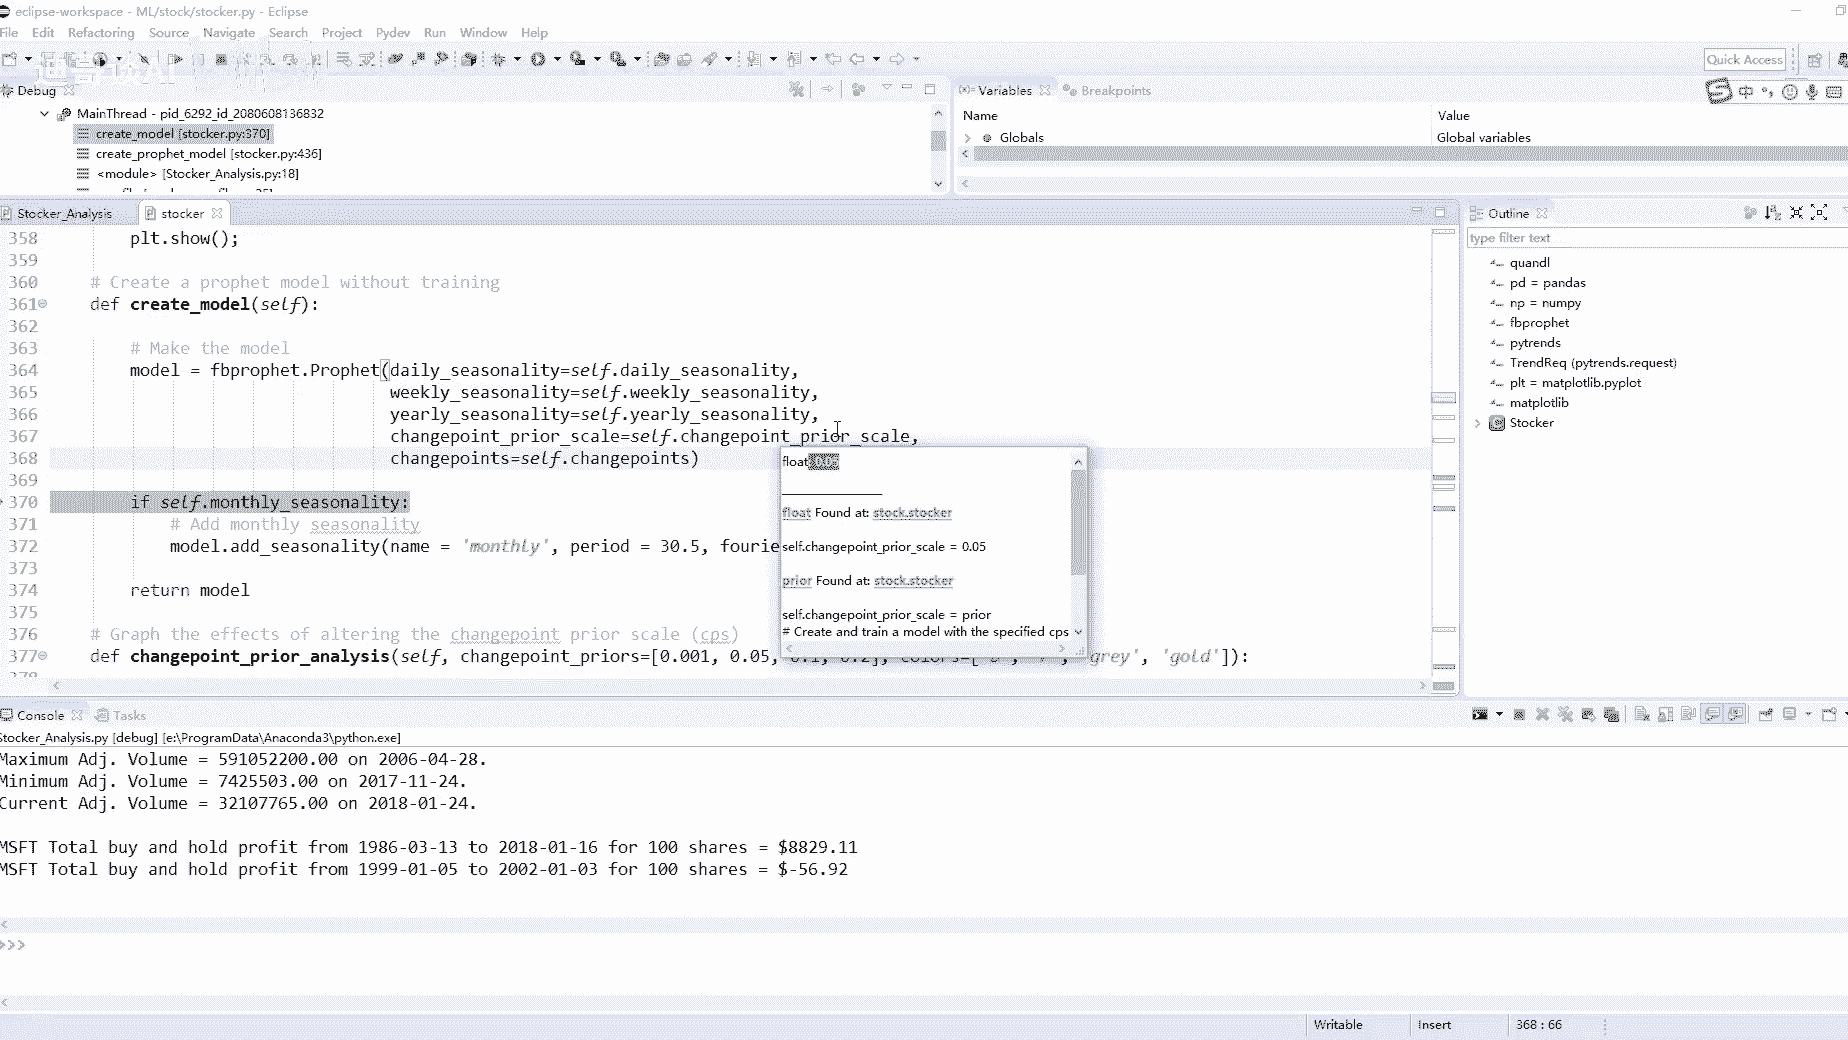 eclipse-workspace - ML/stock/stocker.py - Eclipse
File Edit Refactoring Source Navigate Search Project Pydev Run Window Help
Quick Access
Debug
MainThread - pid_6292_id_2080608136832
create_model [stocker.py:370]
create_prophet_model [stocker.py:436]
<module> [Stocker_Analysis.py:18]
Variables Breakpoints
Name Value
Globals Global variables
中
Stocker_Analysis stocker
358 plt.show();
359
360 # Create a prophet model without training
361 def create_model(self):
362
363 # Make the model
364 model = fbprophet.Prophet(daily_seasonality=self.daily_seasonality,
365 weekly_seasonality=self.weekly_seasonality,
366 yearly_seasonality=self.yearly_seasonality,
367 changepoint_prior_scale=self.changepoint_prior_scale,
368 changepoints=self.changepoints)
369
370 if self.monthly_seasonality:
371 # Add monthly seasonality
372 model.add_seasonality(name = 'monthly', period = 30.5, fourie
373
374 return model
375
376 # Graph the effects of altering the changepoint prior scale (cps)
377 def changepoint_prior_analysis(self, changepoint_priors=[0.001, 0.05, 0.1, 0.2], colors=[ 'grey', 'gold']):
float: 0.05
float Found at: stock.stocker
self.changepoint_prior_scale = 0.05
prior Found at: stock.stocker
self.changepoint_prior_scale = prior
# Create and train a model with the specified cps
Outline
type filter text
quandl
pd = pandas
np = numpy
fbprophet
pytrends
TrendReq (pytrends.request)
plt = matplotlib.pyplot
matplotlib
Stocker
Console Tasks
Stocker_Analysis.py [debug] [e:\ProgramData\Anaconda3\python.exe]
Maximum Adj. Volume = 591052200.00 on 2006-04-28.
Minimum Adj. Volume = 7425503.00 on 2017-11-24.
Current Adj. Volume = 32107765.00 on 2018-01-24.
MSFT Total buy and hold profit from 1986-03-13 to 2018-01-16 for 100 shares = $8829.11
MSFT Total buy and hold profit from 1999-01-05 to 2002-01-03 for 100 shares = $-56.92
>>>
Writable Insert 368 : 66